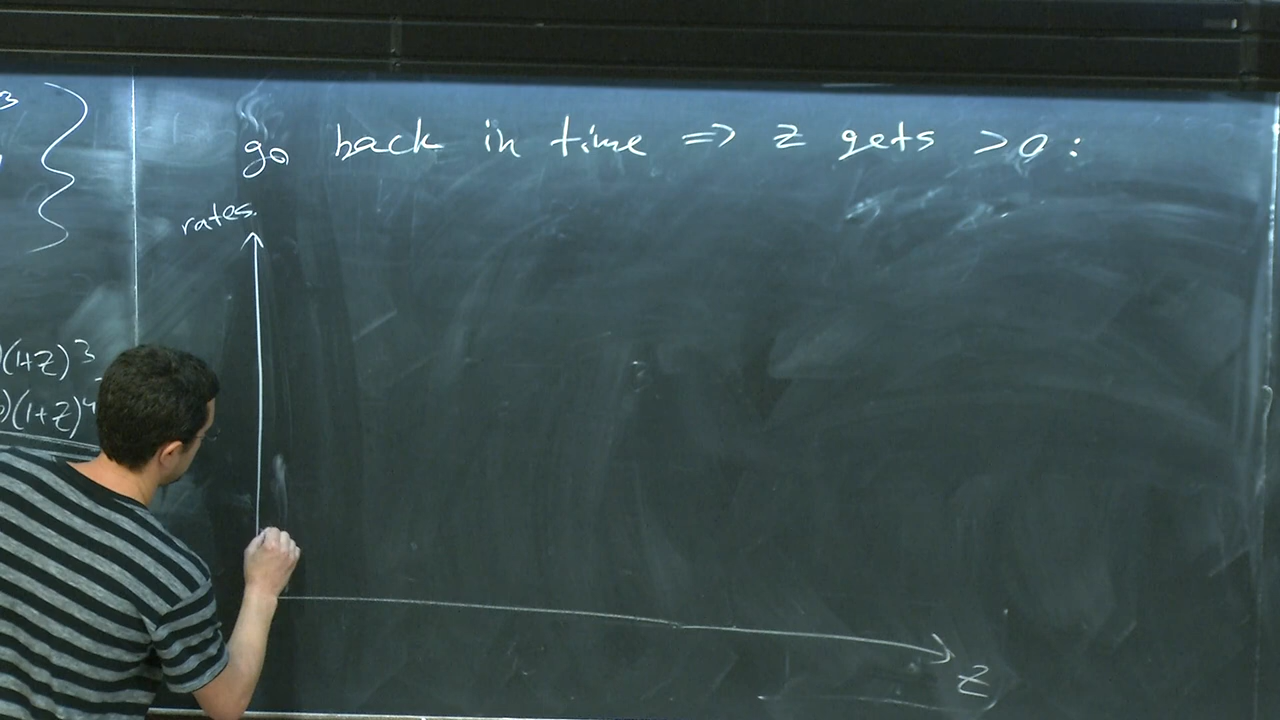 go back in time => z gets >0:
rates
(1+z)^3
)(1+z)^4
z